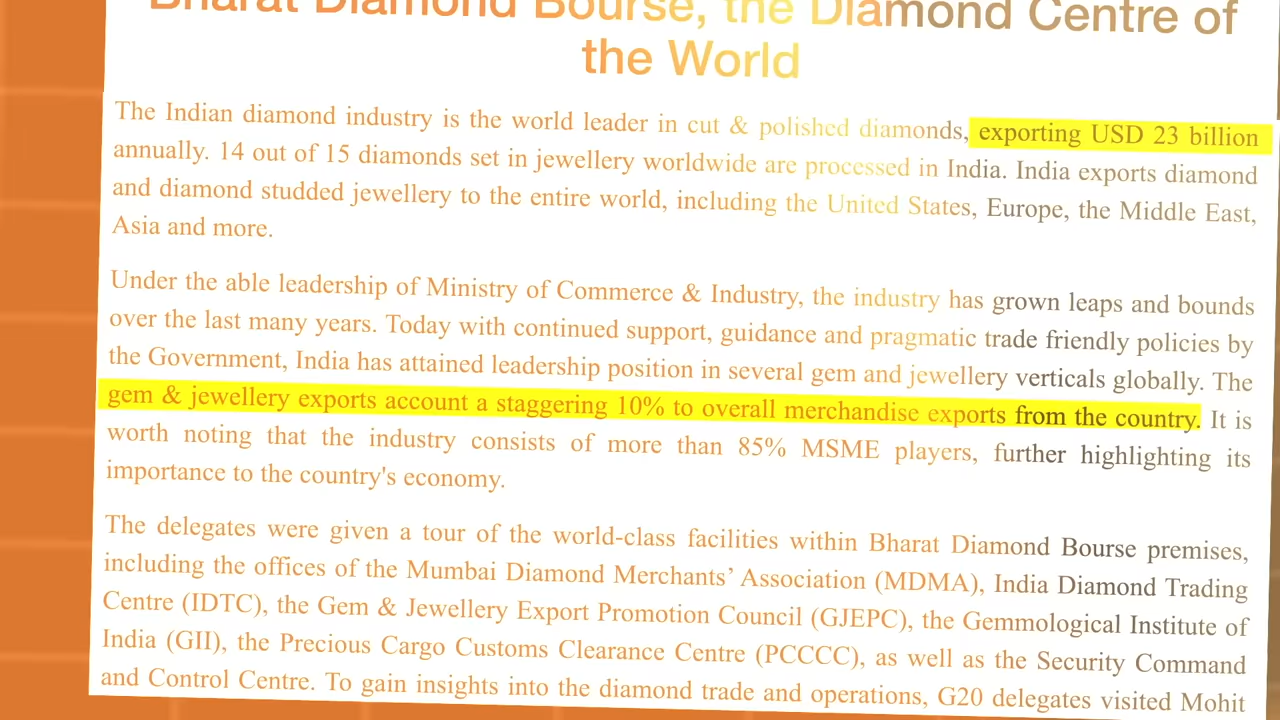 Bharat Diamond Bourse, the Diamond Centre of
the World
The Indian diamond industry is the world leader in cut & polished diamonds, exporting USD 23 billion
annually. 14 out of 15 diamonds set in jewellery worldwide are processed in India. India exports diamond
and diamond studded jewellery to the entire world, including the United States, Europe, the Middle East,
Asia and more.
Under the able leadership of Ministry of Commerce & Industry, the industry has grown leaps and bounds
over the last many years. Today with continued support, guidance and pragmatic trade friendly policies by
the Government, India has attained leadership position in several gem and jewellery verticals globally. The
gem & jewellery exports account a staggering 10% to overall merchandise exports from the country. It is
worth noting that the industry consists of more than 85% MSME players, further highlighting its
importance to the country's economy.
The delegates were given a tour of the world-class facilities within Bharat Diamond Bourse premises,
including the offices of the Mumbai Diamond Merchants’ Association (MDMA), India Diamond Trading
Centre (IDTC), the Gem & Jewellery Export Promotion Council (GJEPC), the Gemmological Institute of
India (GII), the Precious Cargo Customs Clearance Centre (PCCCC), as well as the Security Command
and Control Centre. To gain insights into the diamond trade and operations, G20 delegates visited Mohit